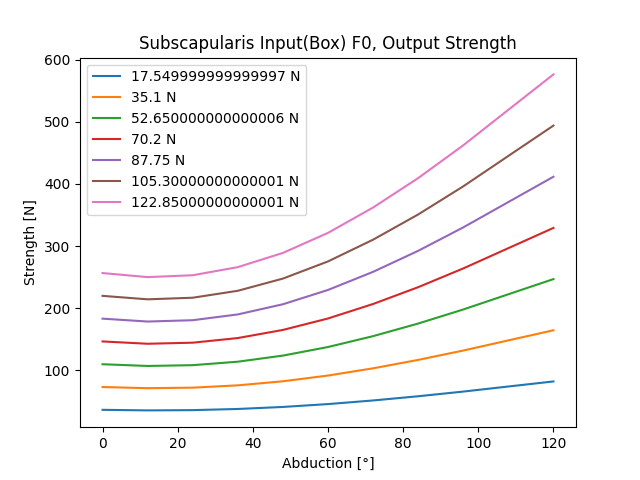 Subscapularis Input(Box) F0, Output Strength
600
500
400
300
200
100
Strength [N]
17.549999999999997 N
35.1 N
52.650000000000006 N
70.2 N
87.75 N
105.30000000000001 N
122.85000000000001 N
0 20 40 60 80 100 120
Abduction [°]